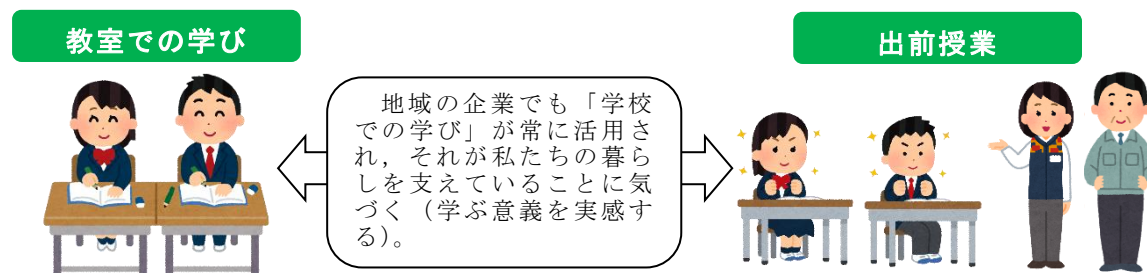 教室での学び
出前授業
地域の企業でも「学校
での学び」が常に活用さ
れ，それが私たちの暮ら
しを支えていることに気
づく（学ぶ意義を実感す
る）。